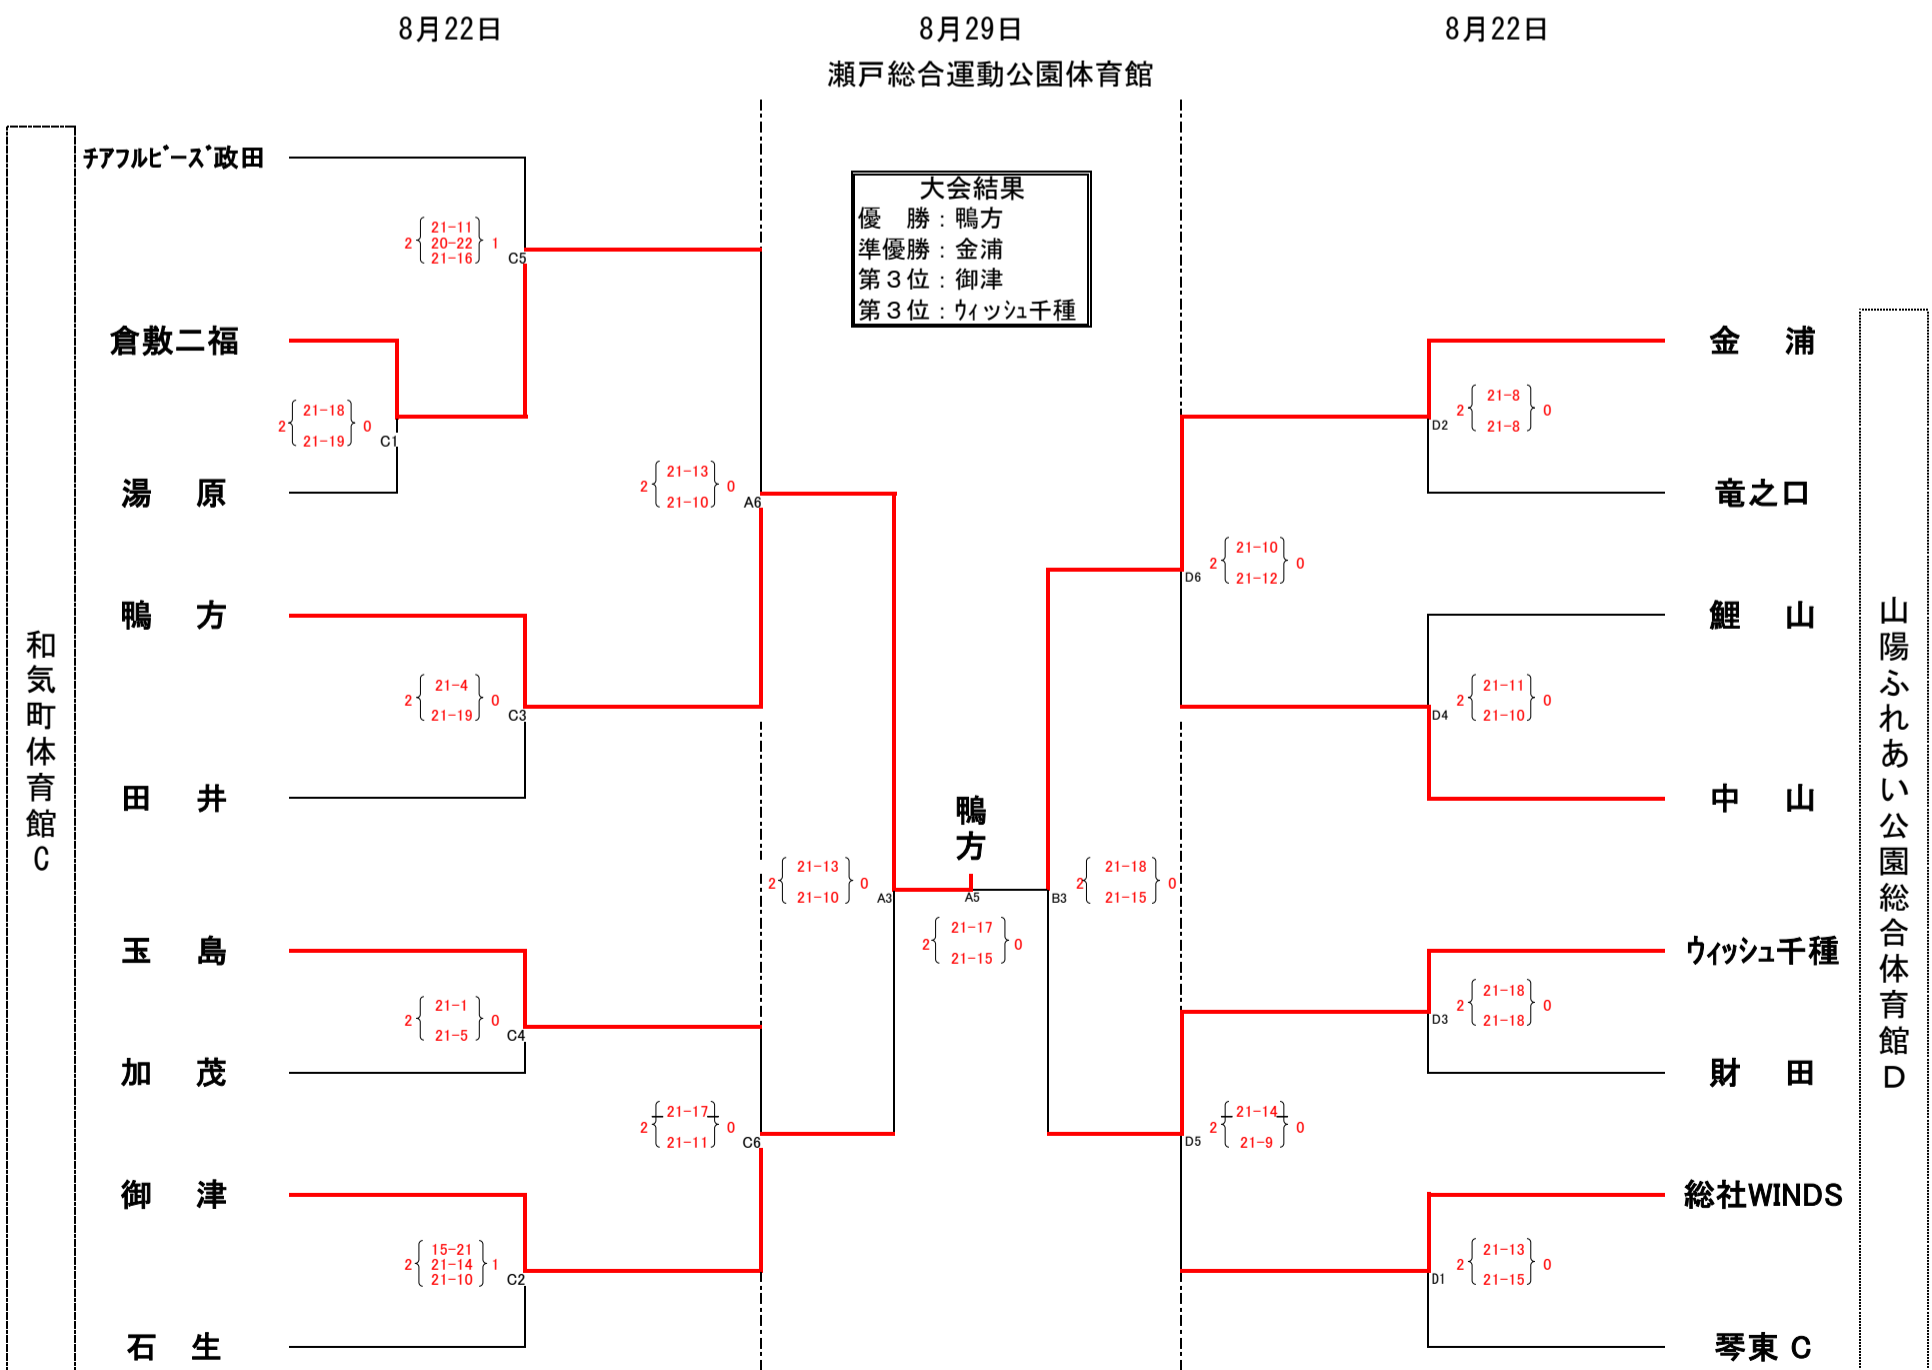 8月22日
8月29日
8月22日
瀬戸総合運動公園体育館
チアフルビーズ政田
大会結果
優　勝：鴨方
準優勝：金浦
第３位：御津
第３位：ウィッシュ千種
2 21-11 1
20-22
21-16
C5
倉敷二福
2 21-18 0
21-19
C1
湯　原
2 21-13 0
21-10
A6
鴨　方
2 21-4 0
21-19
C3
田　井
和気町体育館C
2 21-13 0
21-10
A3
鴨方
A5
2 21-17 0
21-15
B3
2 21-18 0
21-15
玉　島
2 21-1 0
21-5
C4
加　茂
2 21-17 0
21-11
C6
御　津
2 15-21 1
21-14
21-10
C2
石　生
金　浦
D2
2 21-8 0
21-8
竜之口
D6
2 21-10 0
21-12
鯉　山
D4
2 21-11 0
21-10
中　山
山陽ふれあい公園総合体育館D
ウィッシュ千種
D3
2 21-18 0
21-18
財　田
D5
2 21-14 0
21-9
総社WINDS
D1
2 21-13 0
21-15
琴東 C